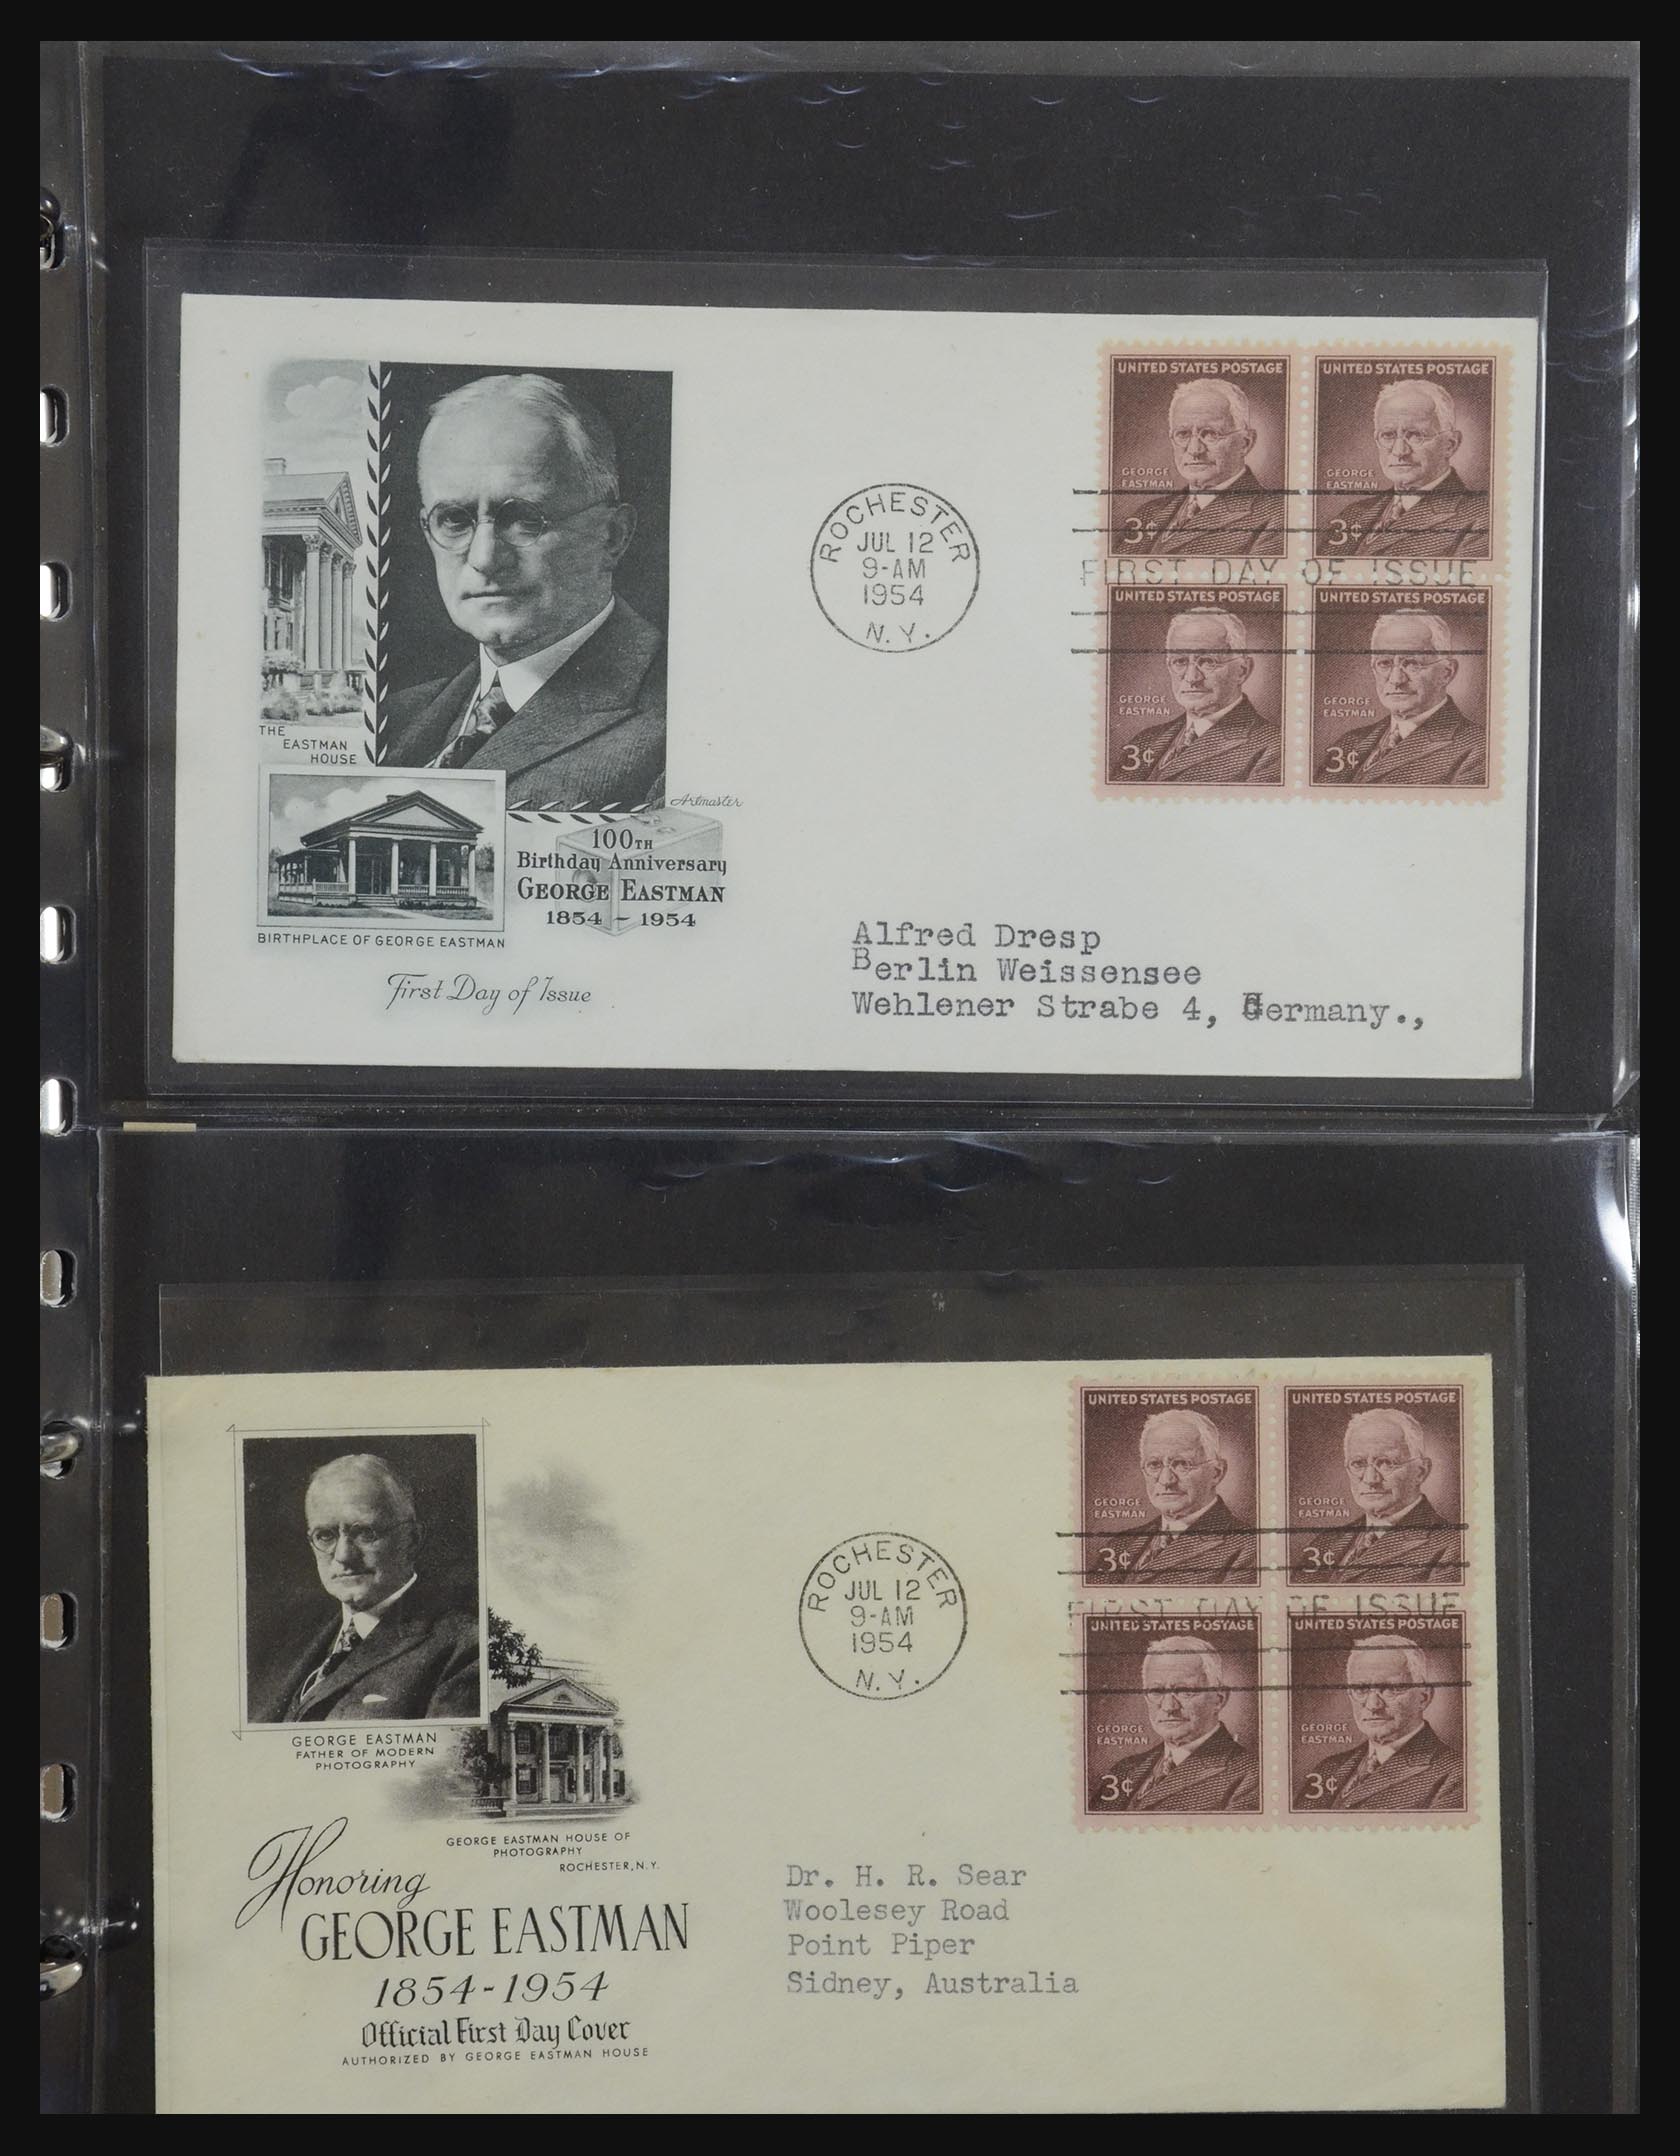 THE
EASTMAN
HOUSE
Artmaster
100TH
Birthday Anniversary
GEORGE EASTMAN
1854 - 1954
BIRTHPLACE OF GEORGE EASTMAN
First Day of Issue
ROCHESTER
JUL 12
9-AM
1954
N.Y.
UNITED STATES POSTAGE
GEORGE
EASTMAN
3¢
UNITED STATES POSTAGE
GEORGE
EASTMAN
3¢
FIRST DAY OF ISSUE
UNITED STATES POSTAGE
GEORGE
EASTMAN
3¢
UNITED STATES POSTAGE
GEORGE
EASTMAN
3¢
Alfred Dresp
Berlin Weissensee
Wehlener Strabe 4, Germany.,
GEORGE EASTMAN
FATHER OF MODERN
PHOTOGRAPHY
GEORGE EASTMAN HOUSE OF
PHOTOGRAPHY
ROCHESTER, N.Y.
Honoring
GEORGE EASTMAN
1854-1954
Official First Day Cover
AUTHORIZED BY GEORGE EASTMAN HOUSE
ROCHESTER
JUL 12
9-AM
1954
N.Y.
UNITED STATES POSTAGE
GEORGE
EASTMAN
3¢
UNITED STATES POSTAGE
GEORGE
EASTMAN
3¢
FIRST DAY OF ISSUE
UNITED STATES POSTAGE
GEORGE
EASTMAN
3¢
UNITED STATES POSTAGE
GEORGE
EASTMAN
3¢
Dr. H. R. Sear
Woolesey Road
Point Piper
Sidney, Australia